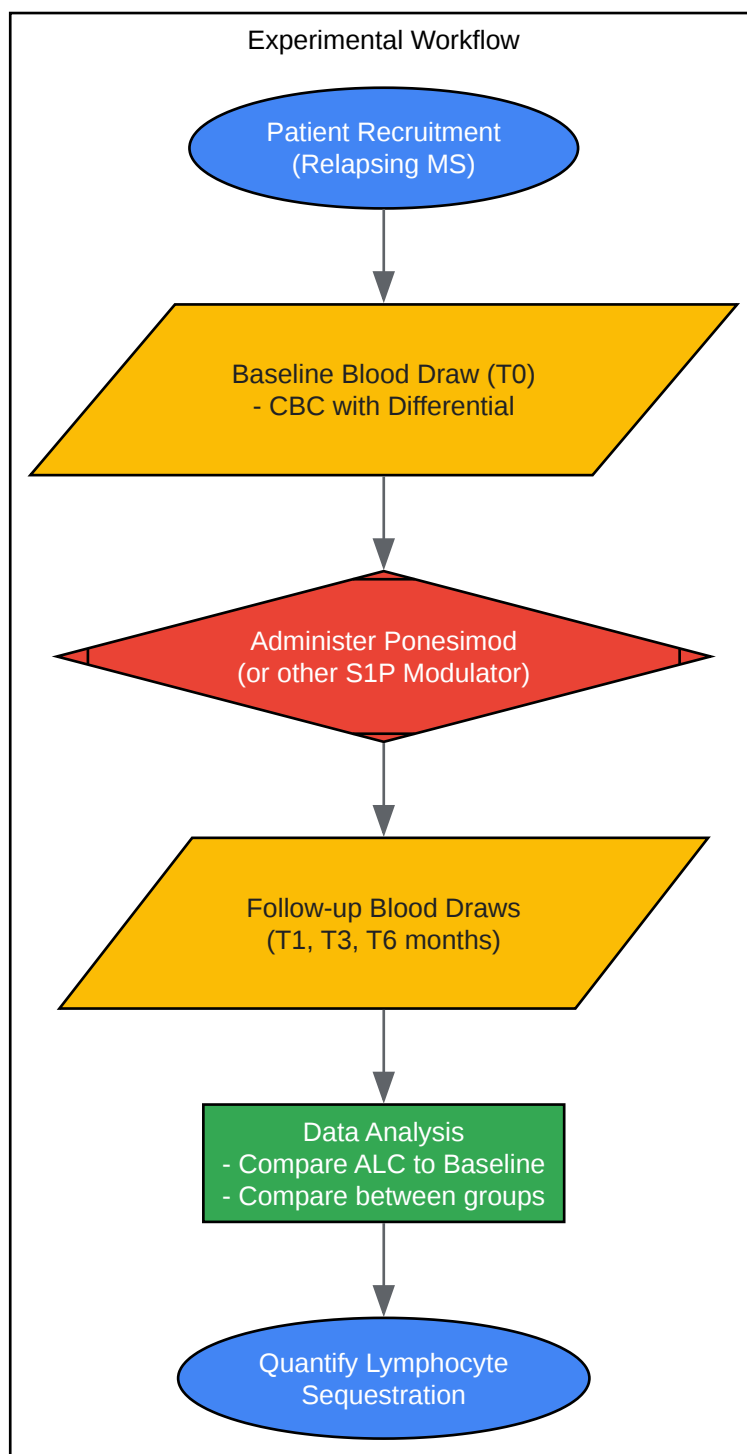 Experimental Workflow
Patient Recruitment
(Relapsing MS)
Baseline Blood Draw (T0)
- CBC with Differential
Administer Ponesimod
(or other S1P Modulator)
Follow-up Blood Draws
(T1, T3, T6 months)
Data Analysis
- Compare ALC to Baseline
- Compare between groups
Quantify Lymphocyte
Sequestration